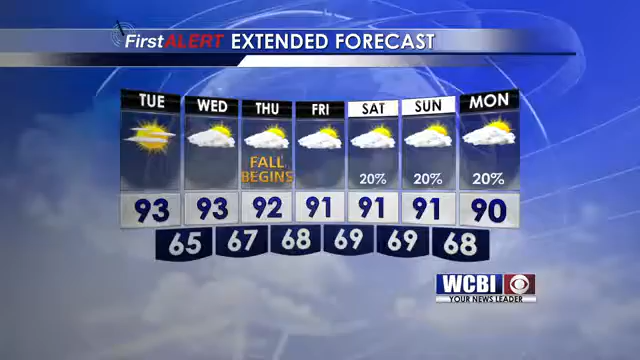 FirstALERT EXTENDED FORECAST
TUE WED THU FRI SAT SUN MON
FALL
BEGINS
20% 20% 20%
93 93 92 91 91 91 90
65 67 68 69 69 68
WCBI
YOUR NEWS LEADER